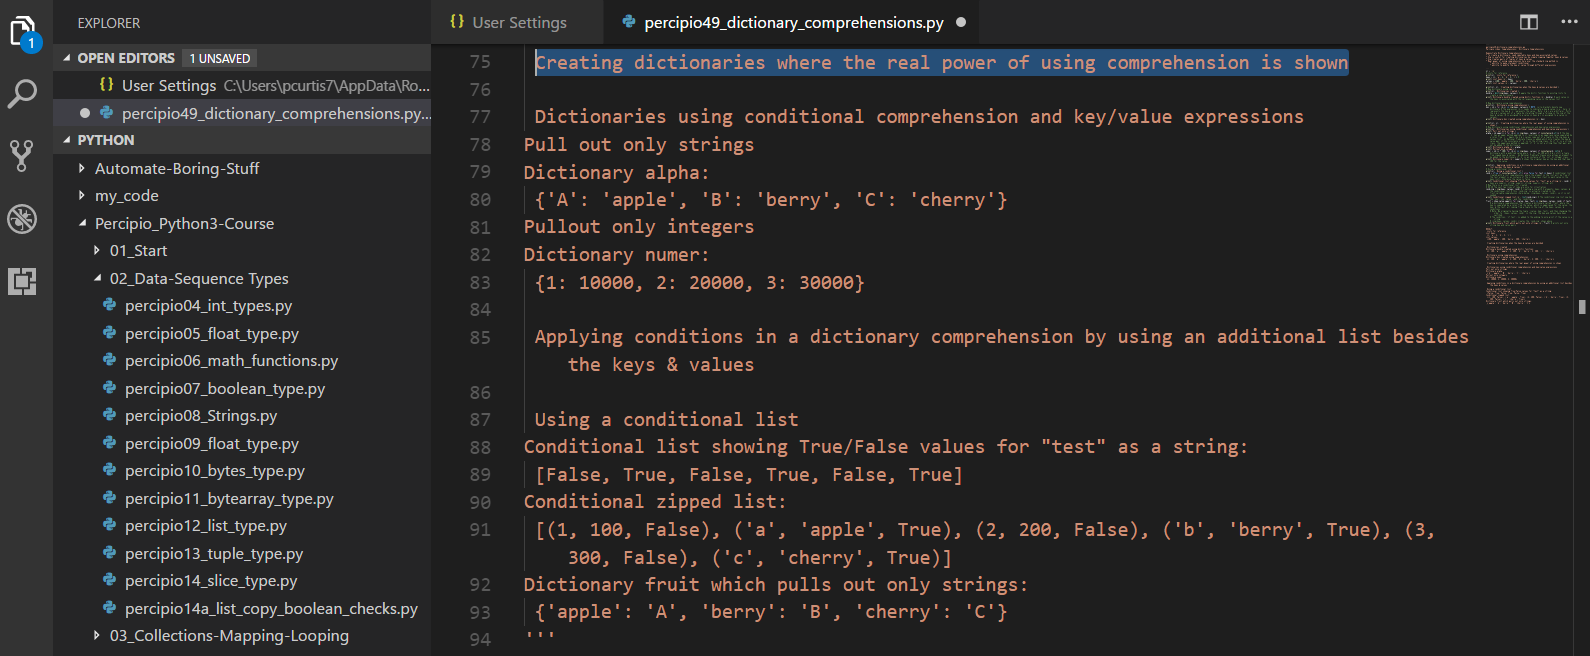 EXPLORER
{} User Settings
percipio49_dictionary_comprehensions.py
1
OPEN EDITORS 1 UNSAVED
{} User Settings C:\Users\pcurtis7\AppData\Ro...
percipio49_dictionary_comprehensions.py...
PYTHON
Automate-Boring-Stuff
my_code
Percipio_Python3-Course
01_Start
02_Data-Sequence Types
percipio04_int_types.py
percipio05_float_type.py
percipio06_math_functions.py
percipio07_boolean_type.py
percipio08_Strings.py
percipio09_float_type.py
percipio10_bytes_type.py
percipio11_bytearray_type.py
percipio12_list_type.py
percipio13_tuple_type.py
percipio14_slice_type.py
percipio14a_list_copy_boolean_checks.py
03_Collections-Mapping-Looping
75 Creating dictionaries where the real power of using comprehension is shown
76
77 Dictionaries using conditional comprehension and key/value expressions
78 Pull out only strings
79 Dictionary alpha:
80 {'A': 'apple', 'B': 'berry', 'C': 'cherry'}
81 Pullout only integers
82 Dictionary numer:
83 {1: 10000, 2: 20000, 3: 30000}
84
85 Applying conditions in a dictionary comprehension by using an additional list besides
the keys & values
86
87 Using a conditional list
88 Conditional list showing True/False values for "test" as a string:
89 [False, True, False, True, False, True]
90 Conditional zipped list:
91 [(1, 100, False), ('a', 'apple', True), (2, 200, False), ('b', 'berry', True), (3,
300, False), ('c', 'cherry', True)]
92 Dictionary fruit which pulls out only strings:
93 {'apple': 'A', 'berry': 'B', 'cherry': 'C'}
94 '''